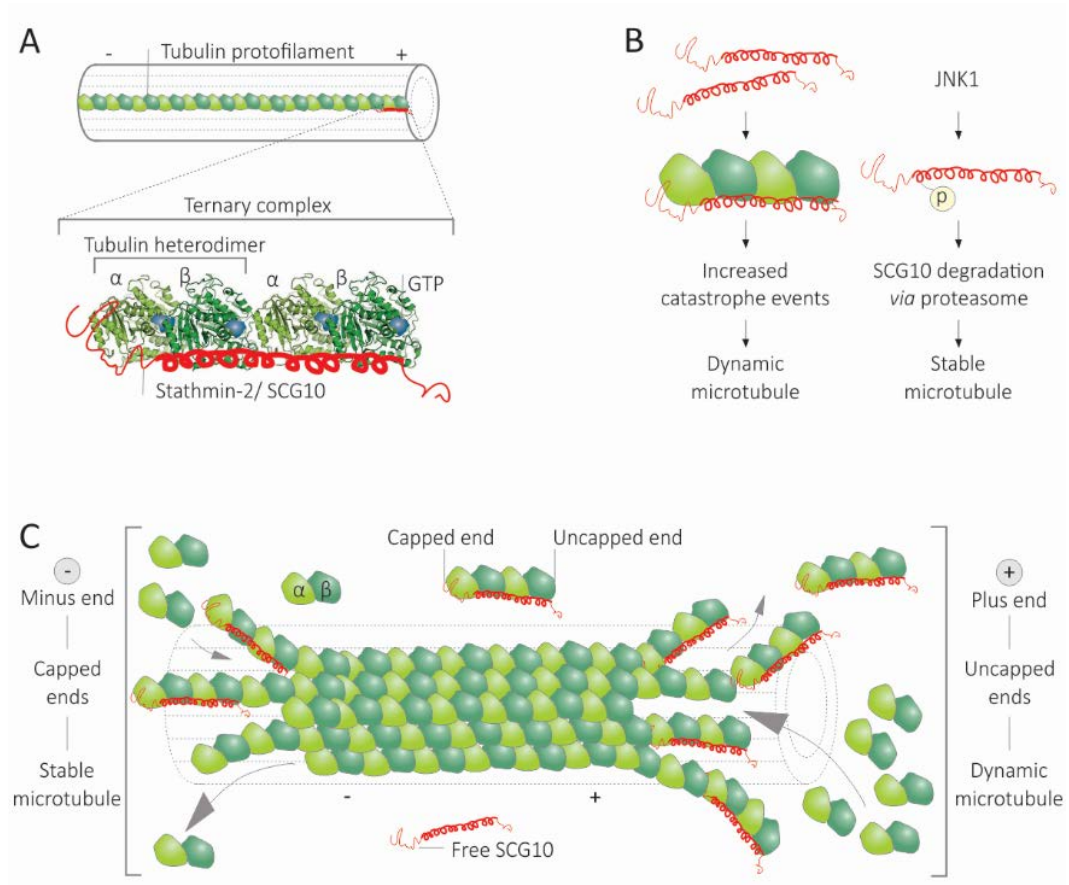 A
- Tubulin protofilament +
Ternary complex
Tubulin heterodimer
α β α β GTP
Stathmin-2/ SCG10
B
JNK1
p
Increased
catastrophe events
Dynamic
microtubule
SCG10 degradation
via proteasome
Stable
microtubule
C
-
Minus end
Capped
ends
Stable
microtubule
α β
Capped end
Uncapped end
- +
Free SCG10
+
Plus end
Uncapped
ends
Dynamic
microtubule